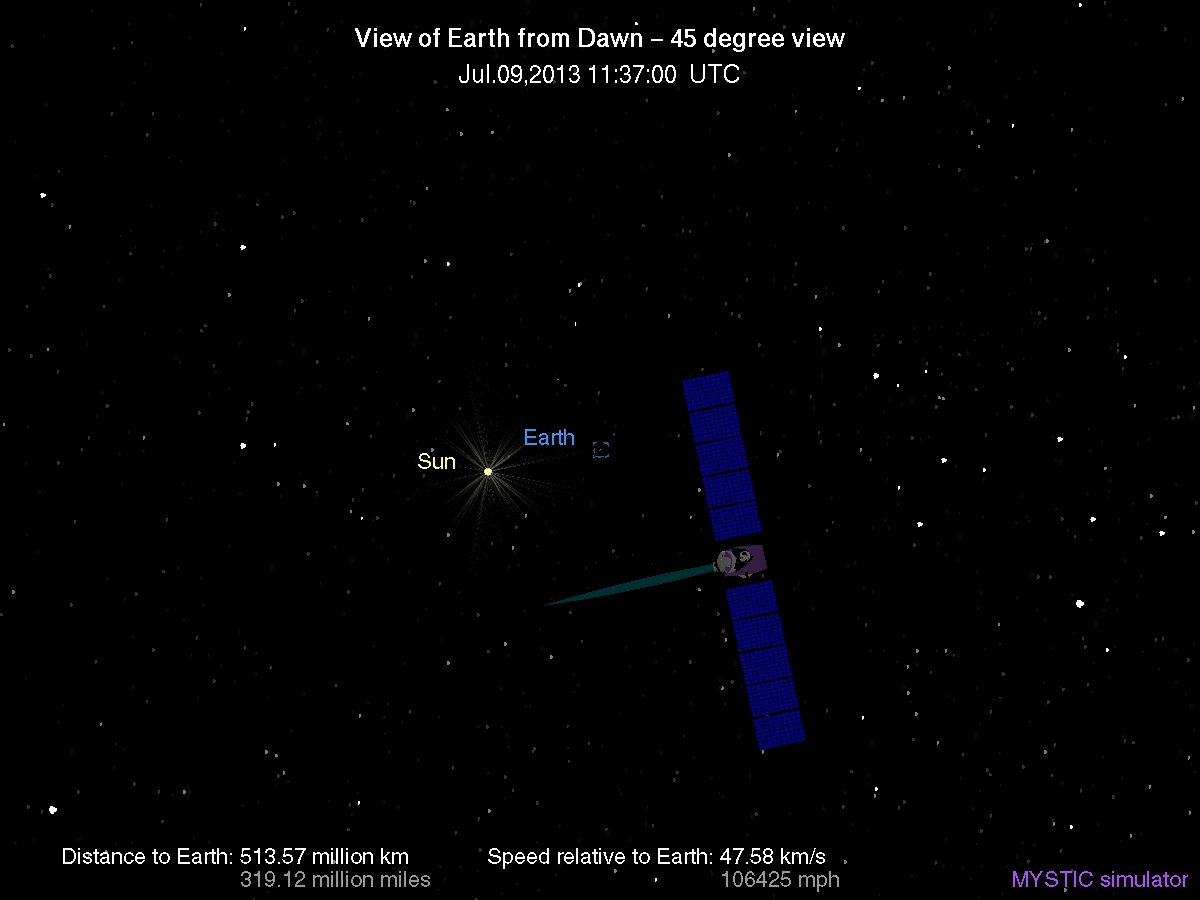 View of Earth from Dawn – 45 degree view
Jul.09,2013 11:37:00 UTC
Earth
Sun
Distance to Earth: 513.57 million km
319.12 million miles
Speed relative to Earth: 47.58 km/s
106425 mph
MYSTIC simulator